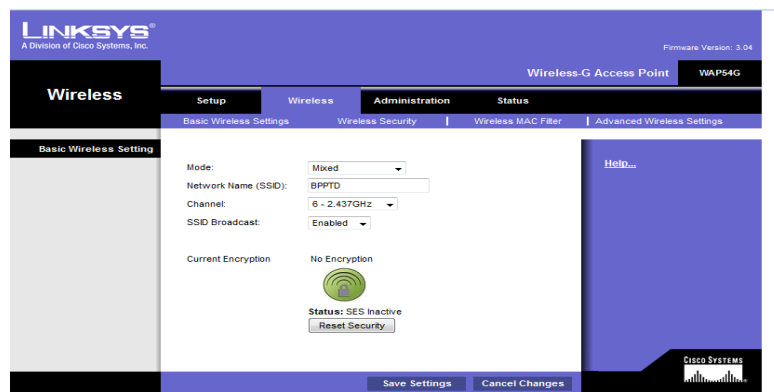 LINKSYS®
A Division of Cisco Systems, Inc.
Firmware Version: 3.04
Wireless-G Access Point WAP54G
Wireless
Setup Wireless Administration Status
Basic Wireless Settings Wireless Security | Wireless MAC Filter | Advanced Wireless Settings
Basic Wireless Setting
Help...
Mode: Mixed
Network Name (SSID): BPPTD
Channel: 6 - 2.437GHz
SSID Broadcast: Enabled
Current Encryption No Encryption
Status: SES Inactive
Reset Security
Save Settings Cancel Changes
CISCO SYSTEMS